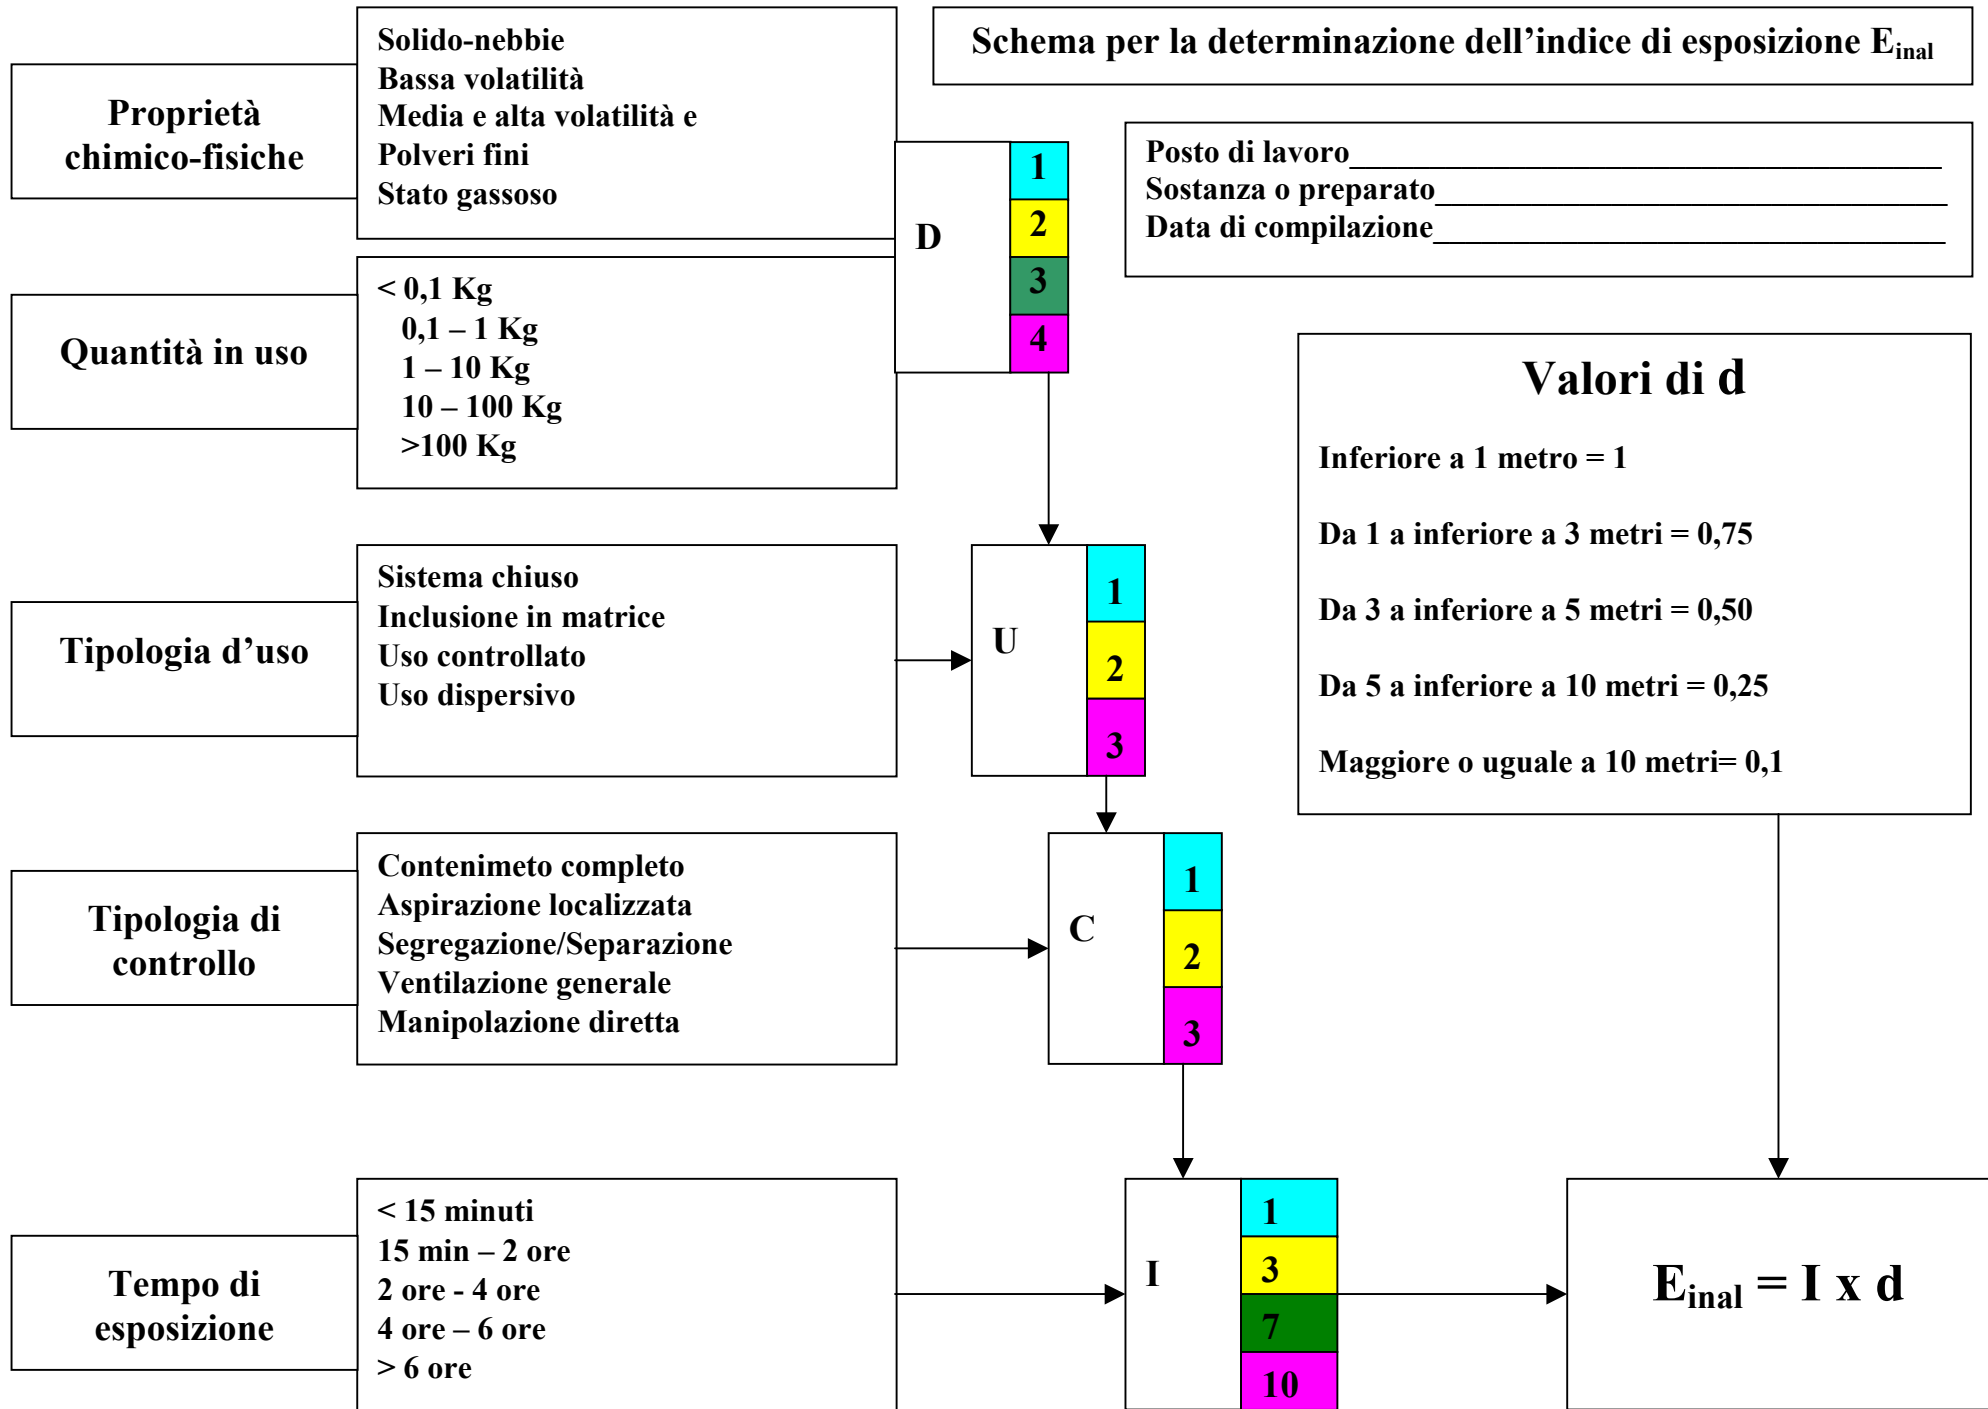 Schema per la determinazione dell’indice di esposizione Einal
Proprietà
chimico-fisiche
Solido-nebbie
Bassa volatilità
Media e alta volatilità e
Polveri fini
Stato gassoso
Posto di lavoro
Sostanza o preparato
Data di compilazione
D
1
2
3
4
Quantità in uso
< 0,1 Kg
0,1 – 1 Kg
1 – 10 Kg
10 – 100 Kg
>100 Kg
Valori di d
Inferiore a 1 metro = 1
Da 1 a inferiore a 3 metri = 0,75
Da 3 a inferiore a 5 metri = 0,50
Da 5 a inferiore a 10 metri = 0,25
Maggiore o uguale a 10 metri= 0,1
Tipologia d’uso
Sistema chiuso
Inclusione in matrice
Uso controllato
Uso dispersivo
U
1
2
3
Tipologia di
controllo
Contenimeto completo
Aspirazione localizzata
Segregazione/Separazione
Ventilazione generale
Manipolazione diretta
C
1
2
3
Tempo di
esposizione
< 15 minuti
15 min – 2 ore
2 ore - 4 ore
4 ore – 6 ore
> 6 ore
I
1
3
7
10
Einal = I x d